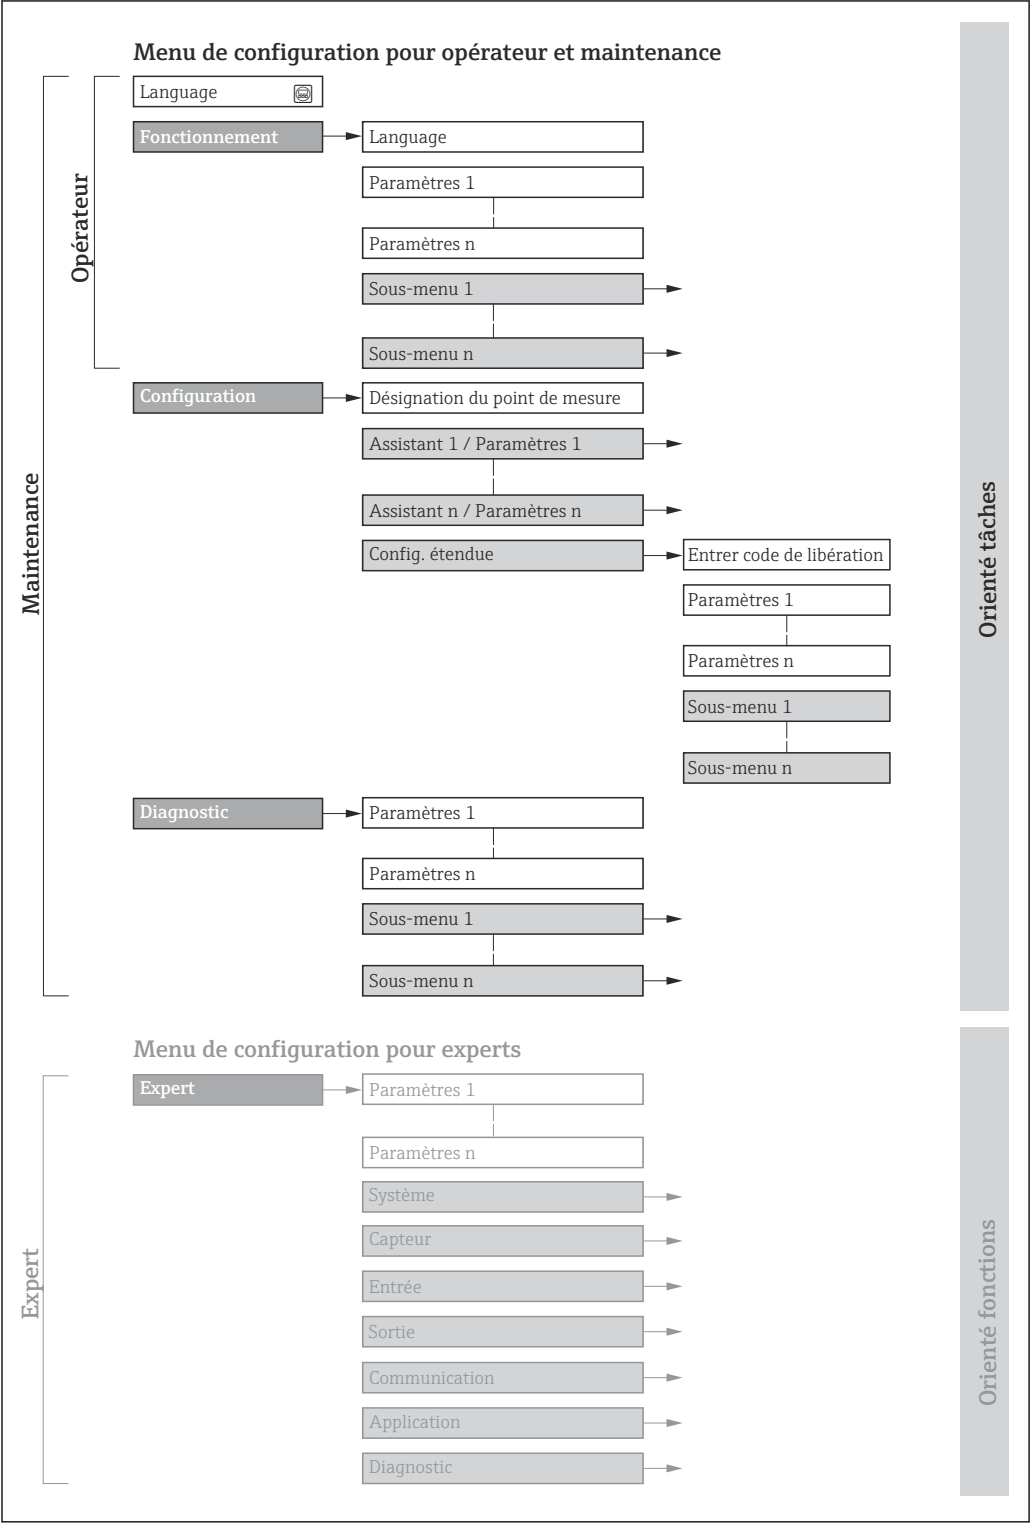 Menu de configuration pour opérateur et maintenance
Language
Fonctionnement
Language
Paramètres 1
Paramètres n
Sous-menu 1
Sous-menu n
Opérateur
Configuration
Désignation du point de mesure
Assistant 1 / Paramètres 1
Assistant n / Paramètres n
Config. étendue
Entrer code de libération
Paramètres 1
Paramètres n
Sous-menu 1
Sous-menu n
Maintenance
Orienté tâches
Diagnostic
Paramètres 1
Paramètres n
Sous-menu 1
Sous-menu n
Menu de configuration pour experts
Expert
Paramètres 1
Paramètres n
Système
Capteur
Entrée
Sortie
Communication
Application
Diagnostic
Expert
Orienté fonctions